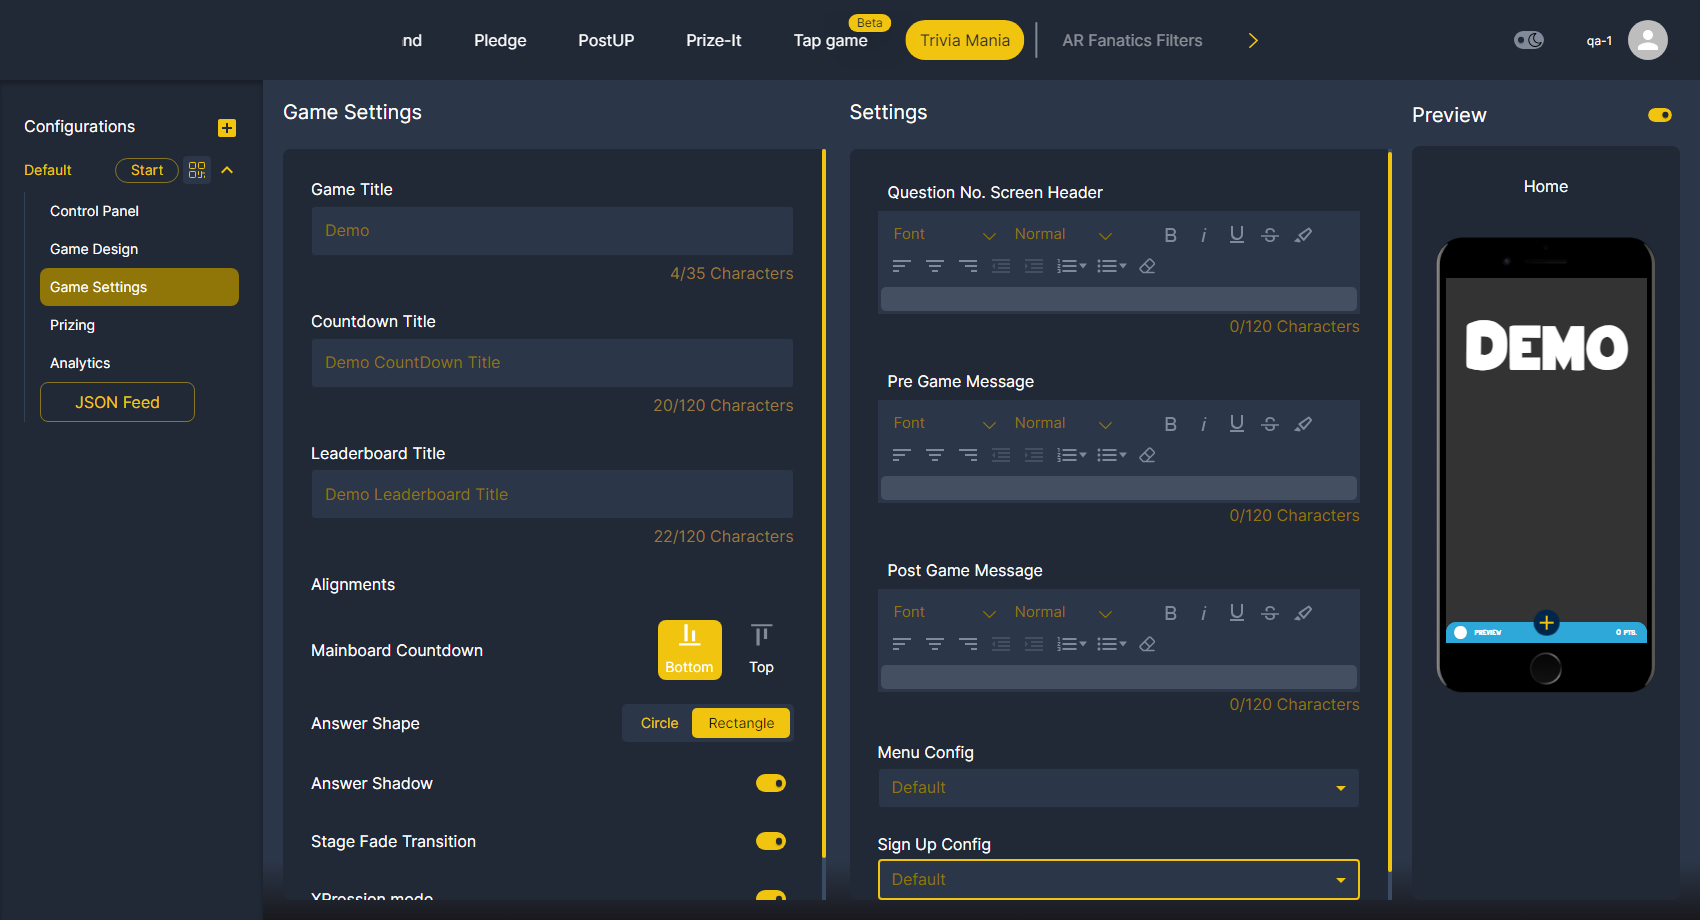 nd
Pledge
PostUP
Prize-It
Tap game
Beta
Trivia Mania
AR Fanatics Filters
qa-1
Configurations
Default
Start
Control Panel
Game Design
Game Settings
Prizing
Analytics
JSON Feed
Game Settings
Game Title
Demo
4/35 Characters
Countdown Title
Demo CountDown Title
20/120 Characters
Leaderboard Title
Demo Leaderboard Title
22/120 Characters
Alignments
Mainboard Countdown
Bottom
Top
Answer Shape
Circle
Rectangle
Answer Shadow
Stage Fade Transition
XPression mode
Settings
Question No. Screen Header
Font
Normal
B i U S
0/120 Characters
Pre Game Message
Font
Normal
B i U S
0/120 Characters
Post Game Message
Font
Normal
B i U S
0/120 Characters
Menu Config
Default
Sign Up Config
Default
Preview
Home
DEMO
PREVIEW
0 PTS.